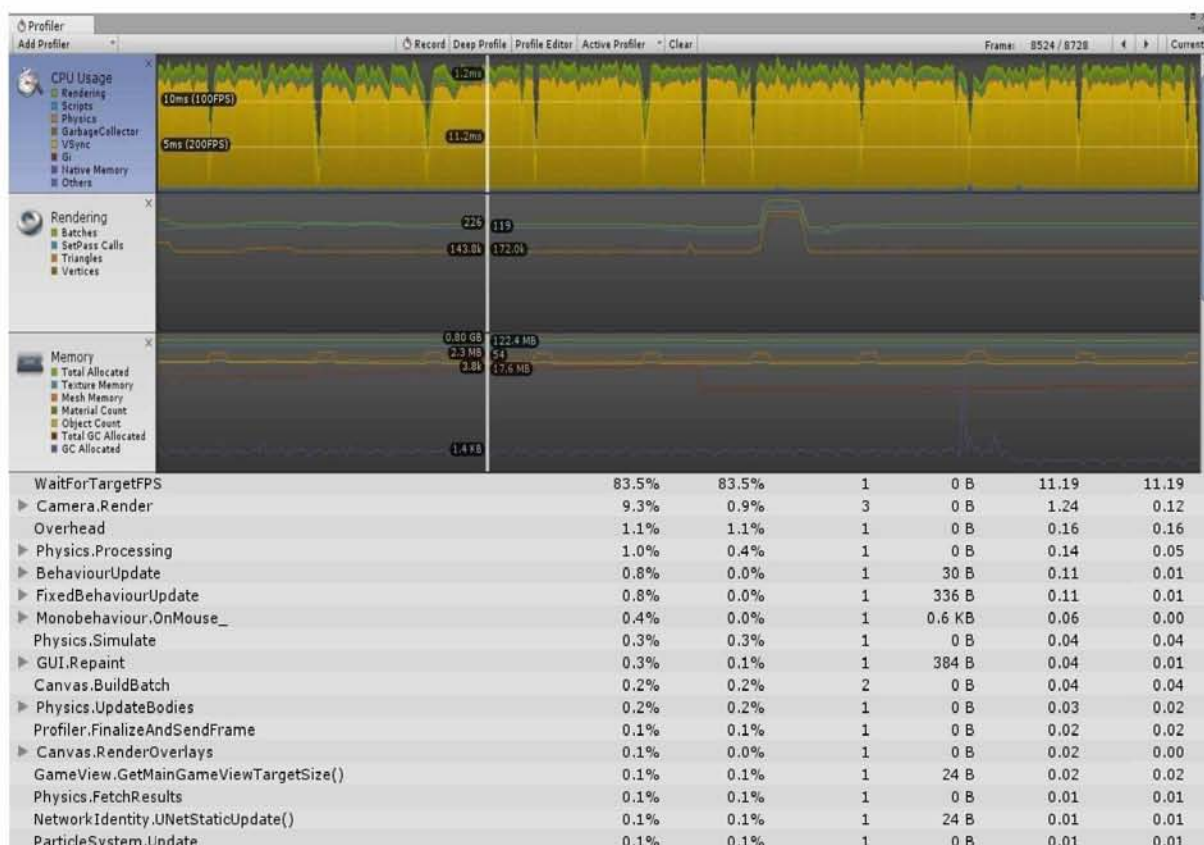 Profiler
Add Profiler Record Deep Profile Profile Editor Active Profiler Clear Frame: 8524 / 8728 Current
CPU Usage
Rendering
Scripts
Physics
GarbageCollector
VSync
Gi
Native Memory
Others
1.2ms
10ms (100FPS)
11.2ms
5ms (200FPS)
Rendering
Batches
SetPass Calls
Triangles
Vertices
226 119
143.8k 172.0k
Memory
Total Allocated
Texture Memory
Mesh Memory
Material Count
Object Count
Total GC Allocated
GC Allocated
0.80 GB 122.4 MB
2.3 MB 54
3.8k 17.6 MB
1.4 KB
WaitForTargetFPS 83.5% 83.5% 1 0 B 11.19 11.19
Camera.Render 9.3% 0.9% 3 0 B 1.24 0.12
Overhead 1.1% 1.1% 1 0 B 0.16 0.16
Physics.Processing 1.0% 0.4% 1 0 B 0.14 0.05
BehaviourUpdate 0.8% 0.0% 1 30 B 0.11 0.01
FixedBehaviourUpdate 0.8% 0.0% 1 336 B 0.11 0.01
Monobehaviour.OnMouse_ 0.4% 0.0% 1 0.6 KB 0.06 0.00
Physics.Simulate 0.3% 0.3% 1 0 B 0.04 0.04
GUI.Repaint 0.3% 0.1% 1 384 B 0.04 0.01
Canvas.BuildBatch 0.2% 0.2% 2 0 B 0.04 0.04
Physics.UpdateBodies 0.2% 0.2% 1 0 B 0.03 0.02
Profiler.FinalizeAndSendFrame 0.1% 0.1% 1 0 B 0.02 0.02
Canvas.RenderOverlays 0.1% 0.0% 1 0 B 0.02 0.00
GameView.GetMainGameViewTargetSize() 0.1% 0.1% 1 24 B 0.02 0.02
Physics.FetchResults 0.1% 0.1% 1 0 B 0.01 0.01
NetworkIdentity.UNetStaticUpdate() 0.1% 0.1% 1 24 B 0.01 0.01
ParticleSystem.Update 0.1% 0.1% 1 0 B 0.01 0.01